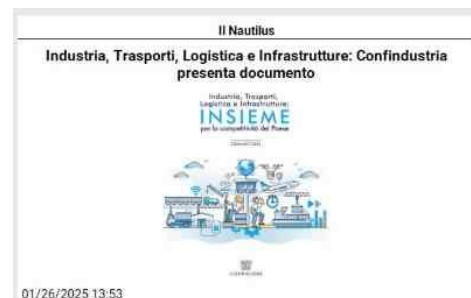 Il Nautilus
Industria, Trasporti, Logistica e Infrastrutture: Confindustria
presenta documento
Industria, Trasporti,
Logistica e Infrastrutture:
INSIEME
per la competitività del Paese
CONFINDUSTRIA
01/26/2025 13:53